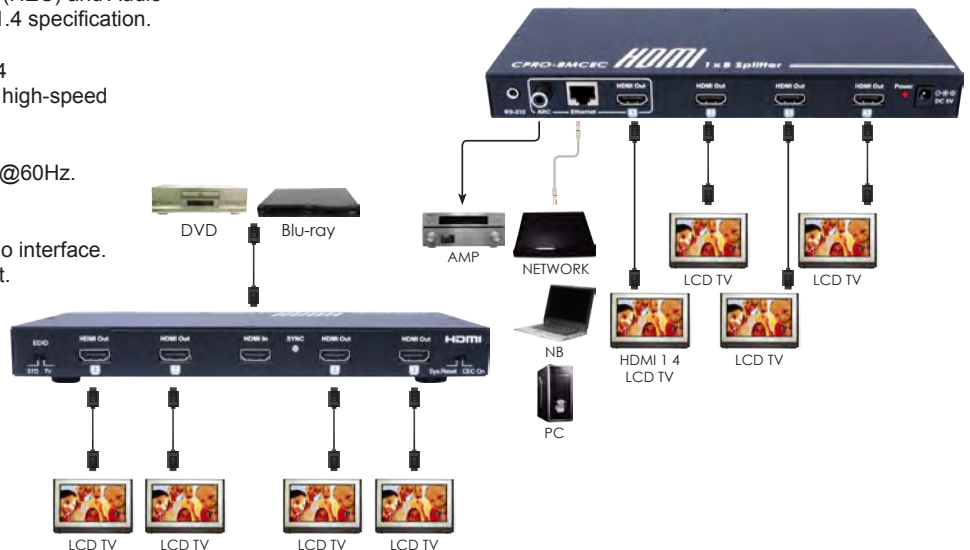 (HEC) and Audio
1.4 specification.
4
high-speed
@60Hz.
o interface.
t.
CPRO-8MCEC HDMI 1x8 Splitter
HDMI Out HDMI Out HDMI Out HDMI Out Power
RS-232 ARC Ethernet DC 5V
AMP
NETWORK
NB
PC
LCD TV
LCD TV
HDMI 1 4
LCD TV
LCD TV
DVD
Blu-ray
EDID HDMI Out HDMI Out HDMI In SYNC HDMI Out HDMI Out HDMI
STD TV Sys.Reset CEC On
LCD TV
LCD TV
LCD TV
LCD TV